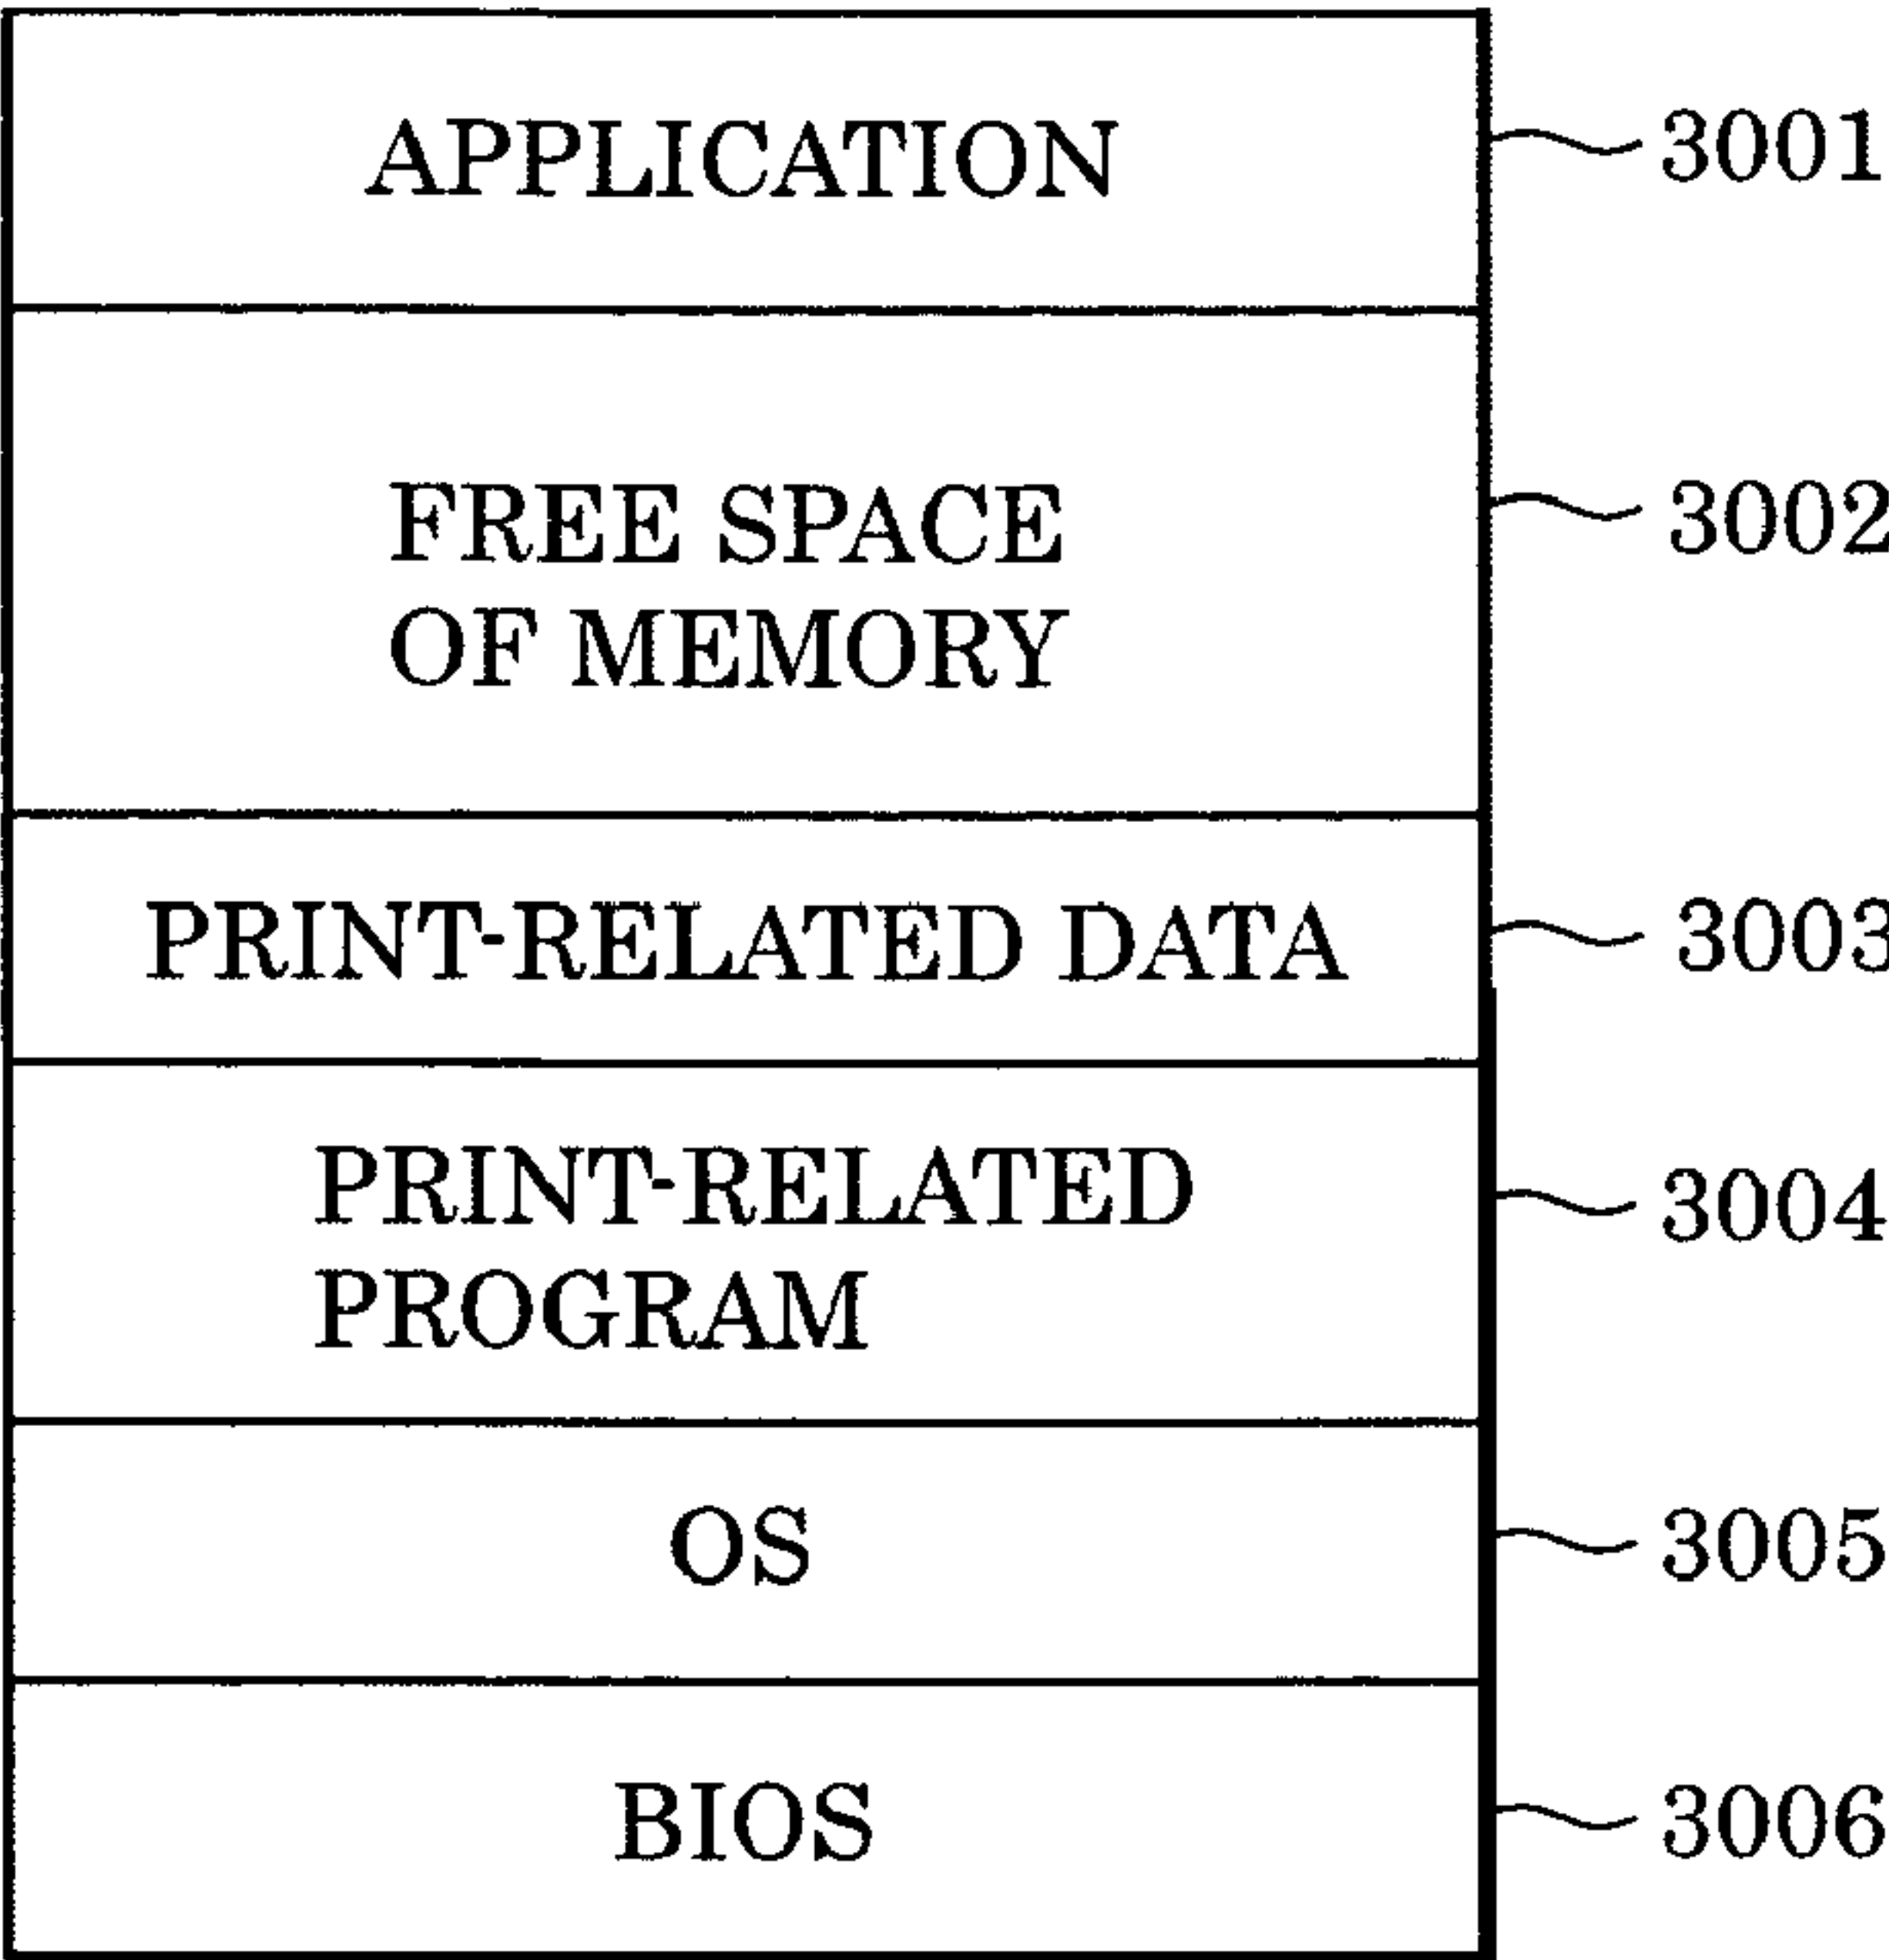 APPLICATION 3001
FREE SPACE 3002
OF MEMORY
PRINT-RELATED DATA 3003
PRINT-RELATED 3004
PROGRAM
OS 3005
BIOS 3006